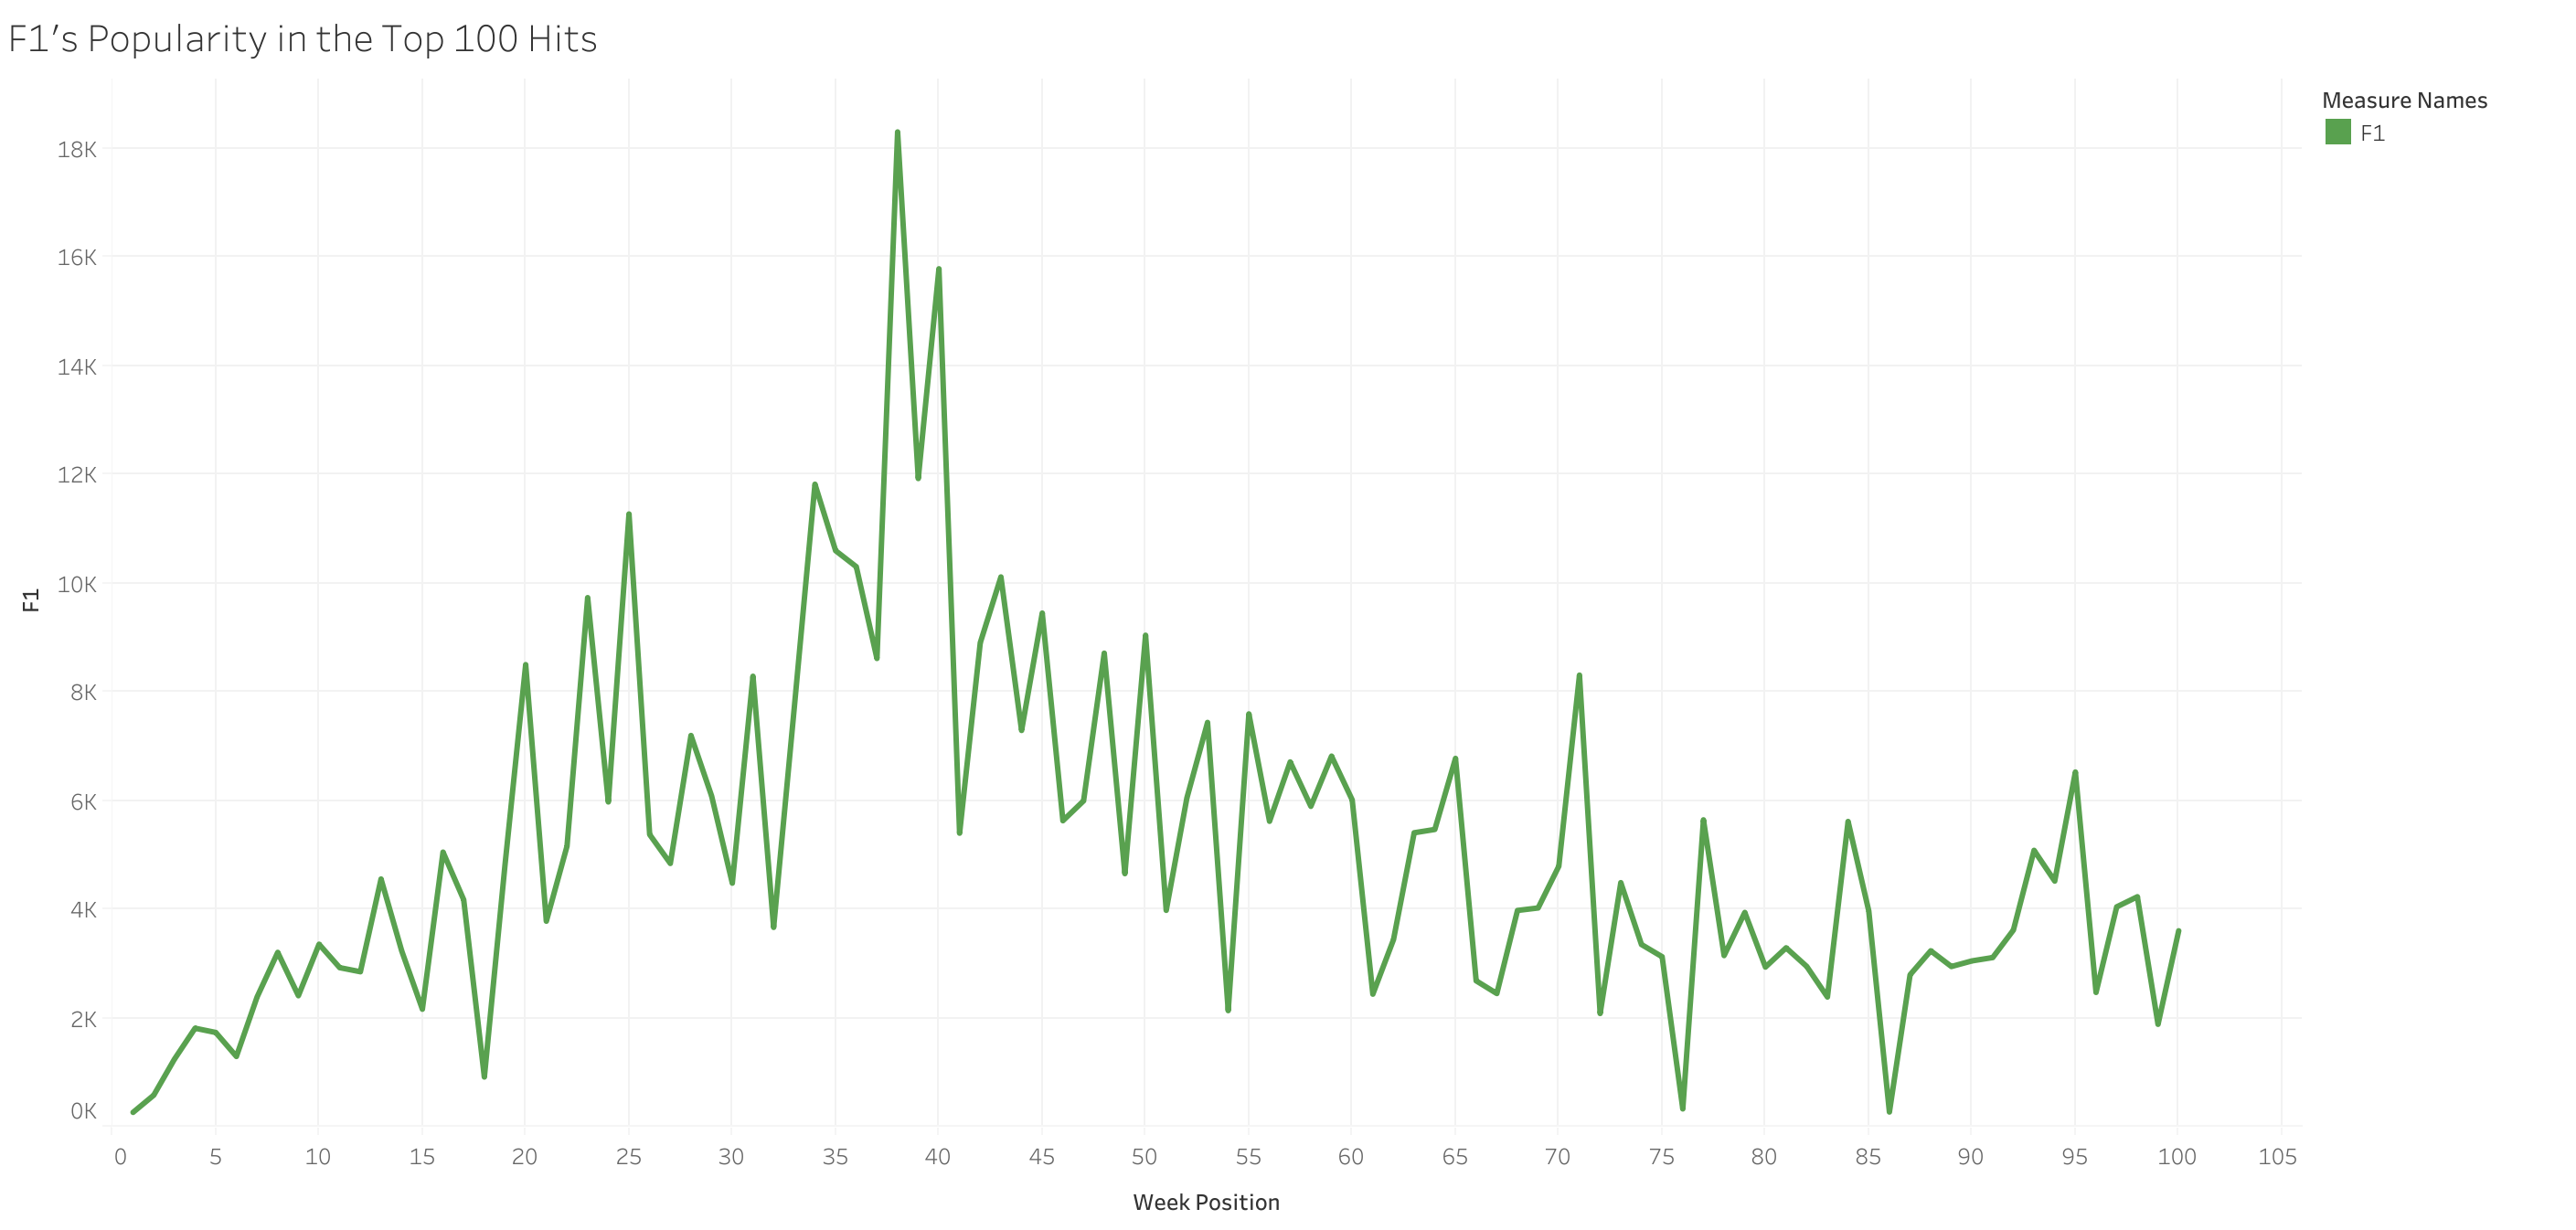 F1's Popularity in the Top 100 Hits
Measure Names
F1
18K
16K
14K
12K
10K
8K
6K
4K
2K
0K
F1
0 5 10 15 20 25 30 35 40 45 50 55 60 65 70 75 80 85 90 95 100 105
Week Position